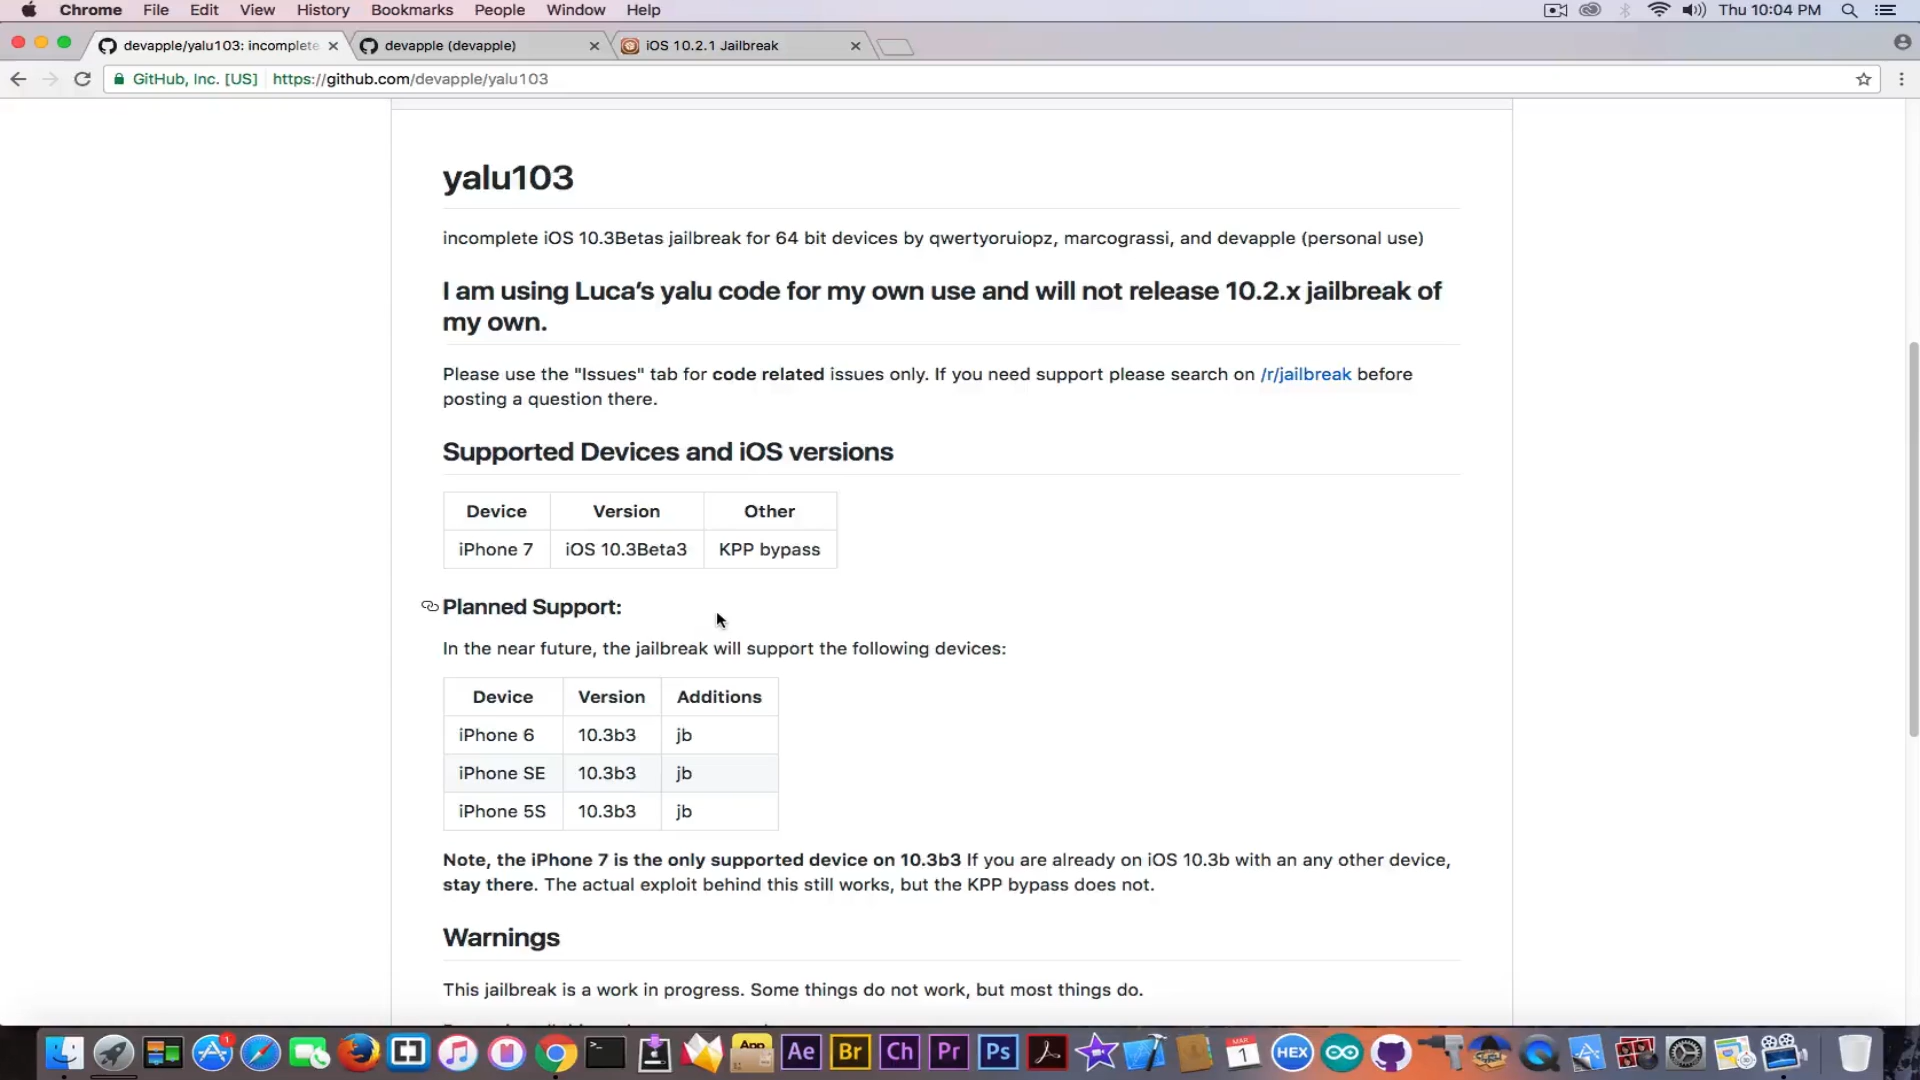 Chrome File Edit View History Bookmarks People Window Help Thu 10:04 PM
devapple/yalu103: incomplete devapple (devapple) iOS 10.2.1 Jailbreak
GitHub, Inc. [US] https://github.com/devapple/yalu103
yalu103
incomplete iOS 10.3Betas jailbreak for 64 bit devices by qwertyoruiopz, marcograssi, and devapple (personal use)
I am using Luca's yalu code for my own use and will not release 10.2.x jailbreak of
my own.
Please use the "Issues" tab for code related issues only. If you need support please search on /r/jailbreak before
posting a question there.
Supported Devices and iOS versions
Device Version Other
iPhone 7 iOS 10.3Beta3 KPP bypass
Planned Support:
In the near future, the jailbreak will support the following devices:
Device Version Additions
iPhone 6 10.3b3 jb
iPhone SE 10.3b3 jb
iPhone 5S 10.3b3 jb
Note, the iPhone 7 is the only supported device on 10.3b3 If you are already on iOS 10.3b with an any other device,
stay there. The actual exploit behind this still works, but the KPP bypass does not.
Warnings
This jailbreak is a work in progress. Some things do not work, but most things do.
1 App Ae Br Ch Pr Ps MAR 1 HEX